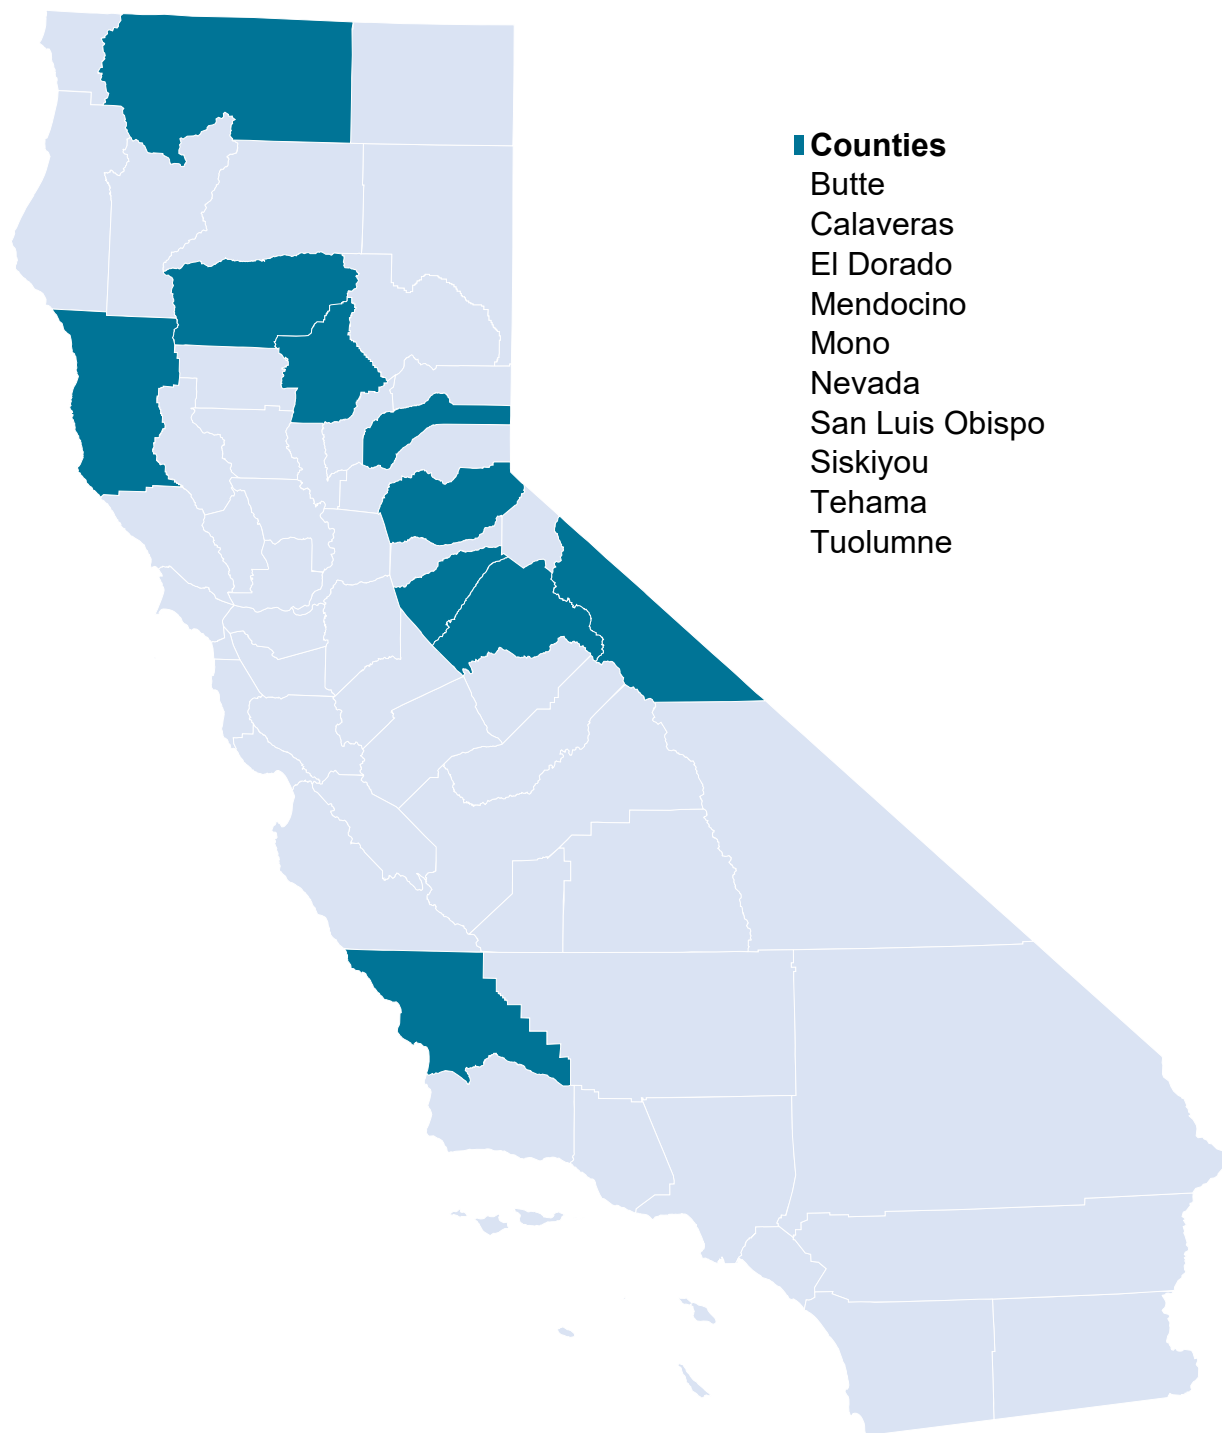 Counties
Butte
Calaveras
El Dorado
Mendocino
Mono
Nevada
San Luis Obispo
Siskiyou
Tehama
Tuolumne